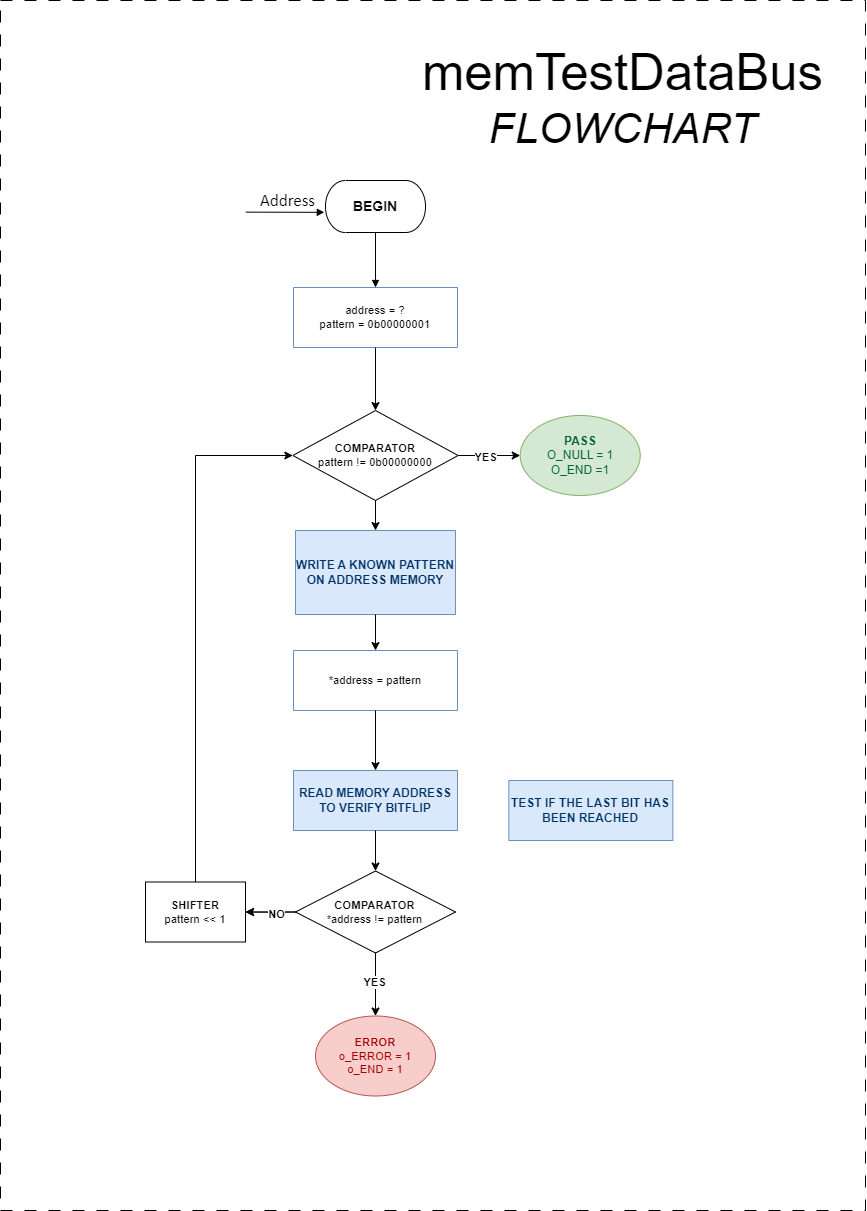 memTestDataBus
FLOWCHART
Address
BEGIN
address = ?
pattern = 0b00000001
COMPARATOR
pattern != 0b00000000
YES
PASS
O_NULL = 1
O_END =1
WRITE A KNOWN PATTERN
ON ADDRESS MEMORY
*address = pattern
READ MEMORY ADDRESS
TO VERIFY BITFLIP
TEST IF THE LAST BIT HAS
BEEN REACHED
SHIFTER
pattern << 1
NO
COMPARATOR
*address != pattern
YES
ERROR
o_ERROR = 1
o_END = 1